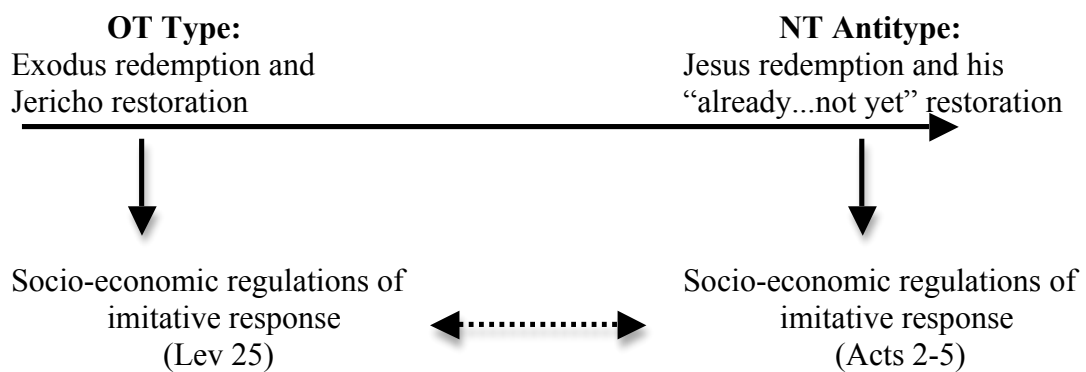 OT Type:
Exodus redemption and
Jericho restoration
NT Antitype:
Jesus redemption and his
“already...not yet” restoration
Socio-economic regulations of
imitative response
(Lev 25)
Socio-economic regulations of
imitative response
(Acts 2-5)